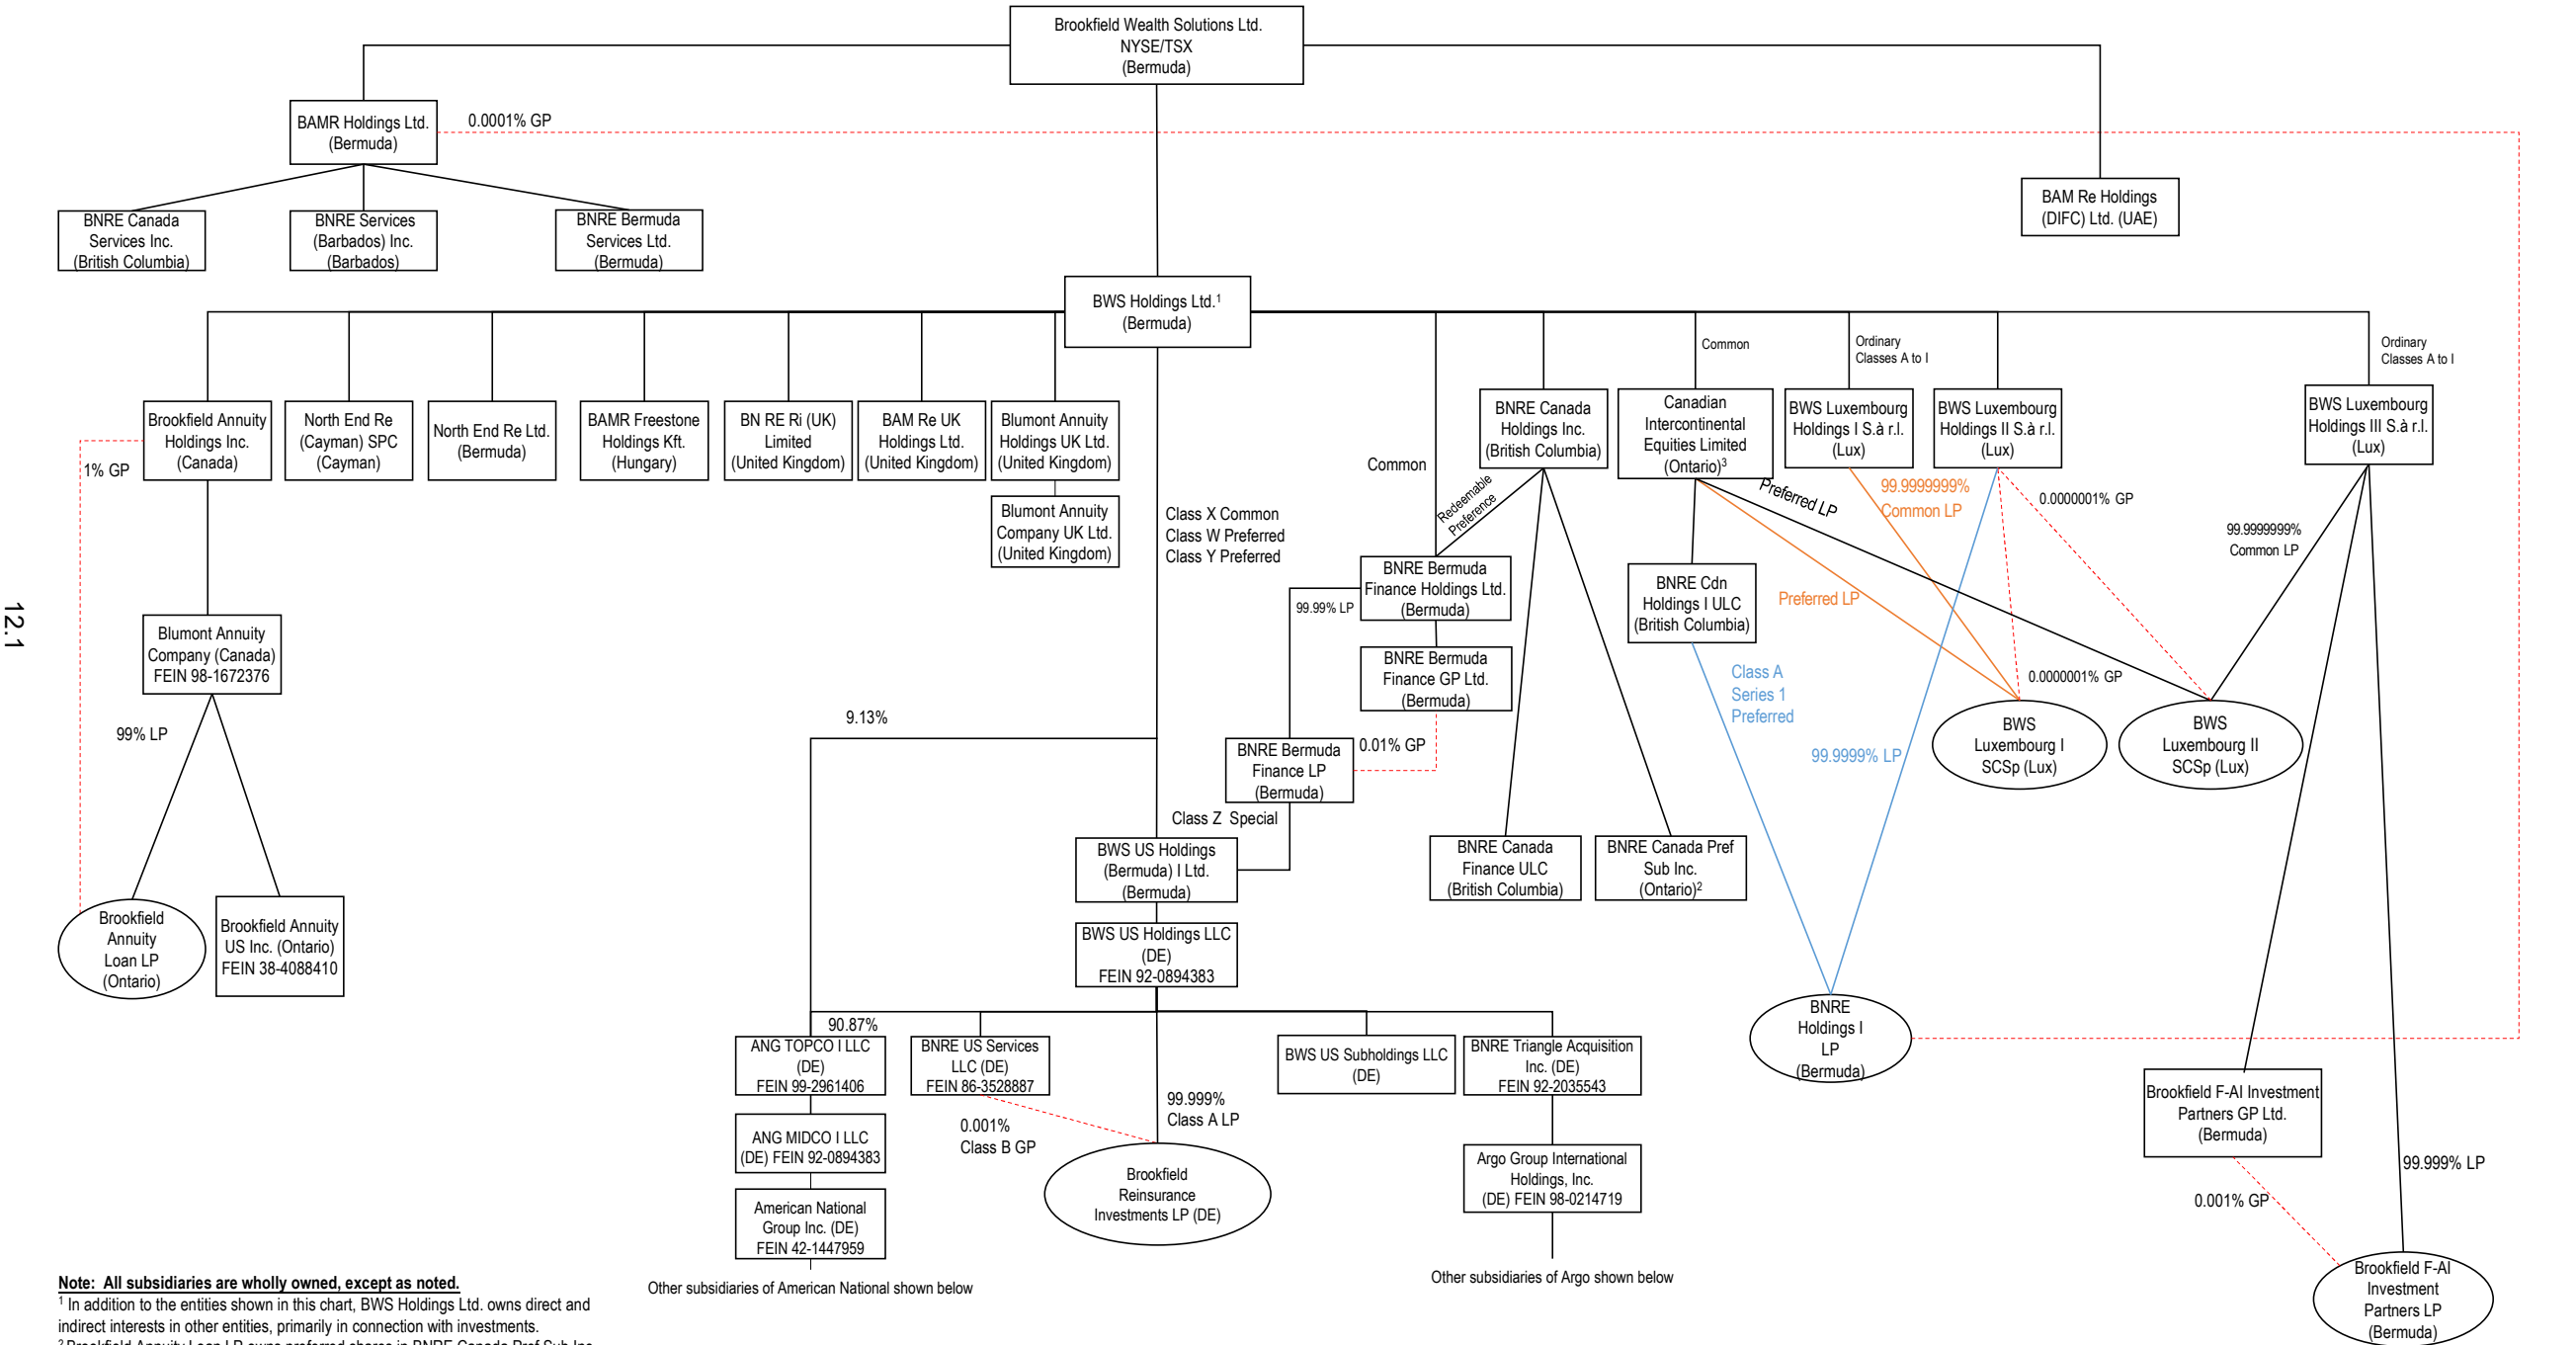 Brookfield Wealth Solutions Ltd.
NYSE/TSX
(Bermuda)
BAMR Holdings Ltd.
(Bermuda)
0.0001% GP
BAM Re Holdings
(DIFC) Ltd. (UAE)
BNRE Canada
Services Inc.
(British Columbia)
BNRE Services
(Barbados) Inc.
(Barbados)
BNRE Bermuda
Services Ltd.
(Bermuda)
BWS Holdings Ltd.¹
(Bermuda)
Common
Ordinary
Classes A to I
Ordinary
Classes A to I
Brookfield Annuity
Holdings Inc.
(Canada)
North End Re
(Cayman) SPC
(Cayman)
North End Re Ltd.
(Bermuda)
BAMR Freestone
Holdings Kft.
(Hungary)
BN RE Ri (UK)
Limited
(United Kingdom)
BAM Re UK
Holdings Ltd.
(United Kingdom)
Blumont Annuity
Holdings UK Ltd.
(United Kingdom)
BNRE Canada
Holdings Inc.
(British Columbia)
Canadian
Intercontinental
Equities Limited
(Ontario)³
BWS Luxembourg
Holdings I S.à r.l.
(Lux)
BWS Luxembourg
Holdings II S.à r.l.
(Lux)
BWS Luxembourg
Holdings III S.à r.l.
(Lux)
1% GP
Common
Redeemable
Preference
Preferred LP
99.9999999%
Common LP
0.0000001% GP
99.9999999%
Common LP
Blumont Annuity
Company UK Ltd.
(United Kingdom)
Class X Common
Class W Preferred
Class Y Preferred
BNRE Bermuda
Finance Holdings Ltd.
(Bermuda)
99.99% LP
BNRE Cdn
Holdings I ULC
(British Columbia)
Preferred LP
12.1
Blumont Annuity
Company (Canada)
FEIN 98-1672376
BNRE Bermuda
Finance GP Ltd.
(Bermuda)
Class A
Series 1
Preferred
0.0000001% GP
99% LP
9.13%
BNRE Bermuda
Finance LP
(Bermuda)
0.01% GP
99.9999% LP
BWS
Luxembourg I
SCSp (Lux)
BWS
Luxembourg II
SCSp (Lux)
Class Z Special
BWS US Holdings
(Bermuda) I Ltd.
(Bermuda)
BNRE Canada
Finance ULC
(British Columbia)
BNRE Canada Pref
Sub Inc.
(Ontario)²
Brookfield
Annuity
Loan LP
(Ontario)
Brookfield Annuity
US Inc. (Ontario)
FEIN 38-4088410
BWS US Holdings LLC
(DE)
FEIN 92-0894383
90.87%
ANG TOPCO I LLC
(DE)
FEIN 99-2961406
BNRE US Services
LLC (DE)
FEIN 86-3528887
BWS US Subholdings LLC
(DE)
BNRE Triangle Acquisition
Inc. (DE)
FEIN 92-2035543
BNRE
Holdings I
LP
(Bermuda)
0.001%
Class B GP
99.999%
Class A LP
Brookfield F-AI Investment
Partners GP Ltd.
(Bermuda)
ANG MIDCO I LLC
(DE) FEIN 92-0894383
Brookfield
Reinsurance
Investments LP (DE)
Argo Group International
Holdings, Inc.
(DE) FEIN 98-0214719
99.999% LP
0.001% GP
American National
Group Inc. (DE)
FEIN 42-1447959
Other subsidiaries of American National shown below
Other subsidiaries of Argo shown below
Brookfield F-AI
Investment
Partners LP
(Bermuda)
Note: All subsidiaries are wholly owned, except as noted.
¹ In addition to the entities shown in this chart, BWS Holdings Ltd. owns direct and
indirect interests in other entities, primarily in connection with investments.
² Brookfield Annuity Loan LP owns preferred shares in BNRE Canada Pref Sub Inc.